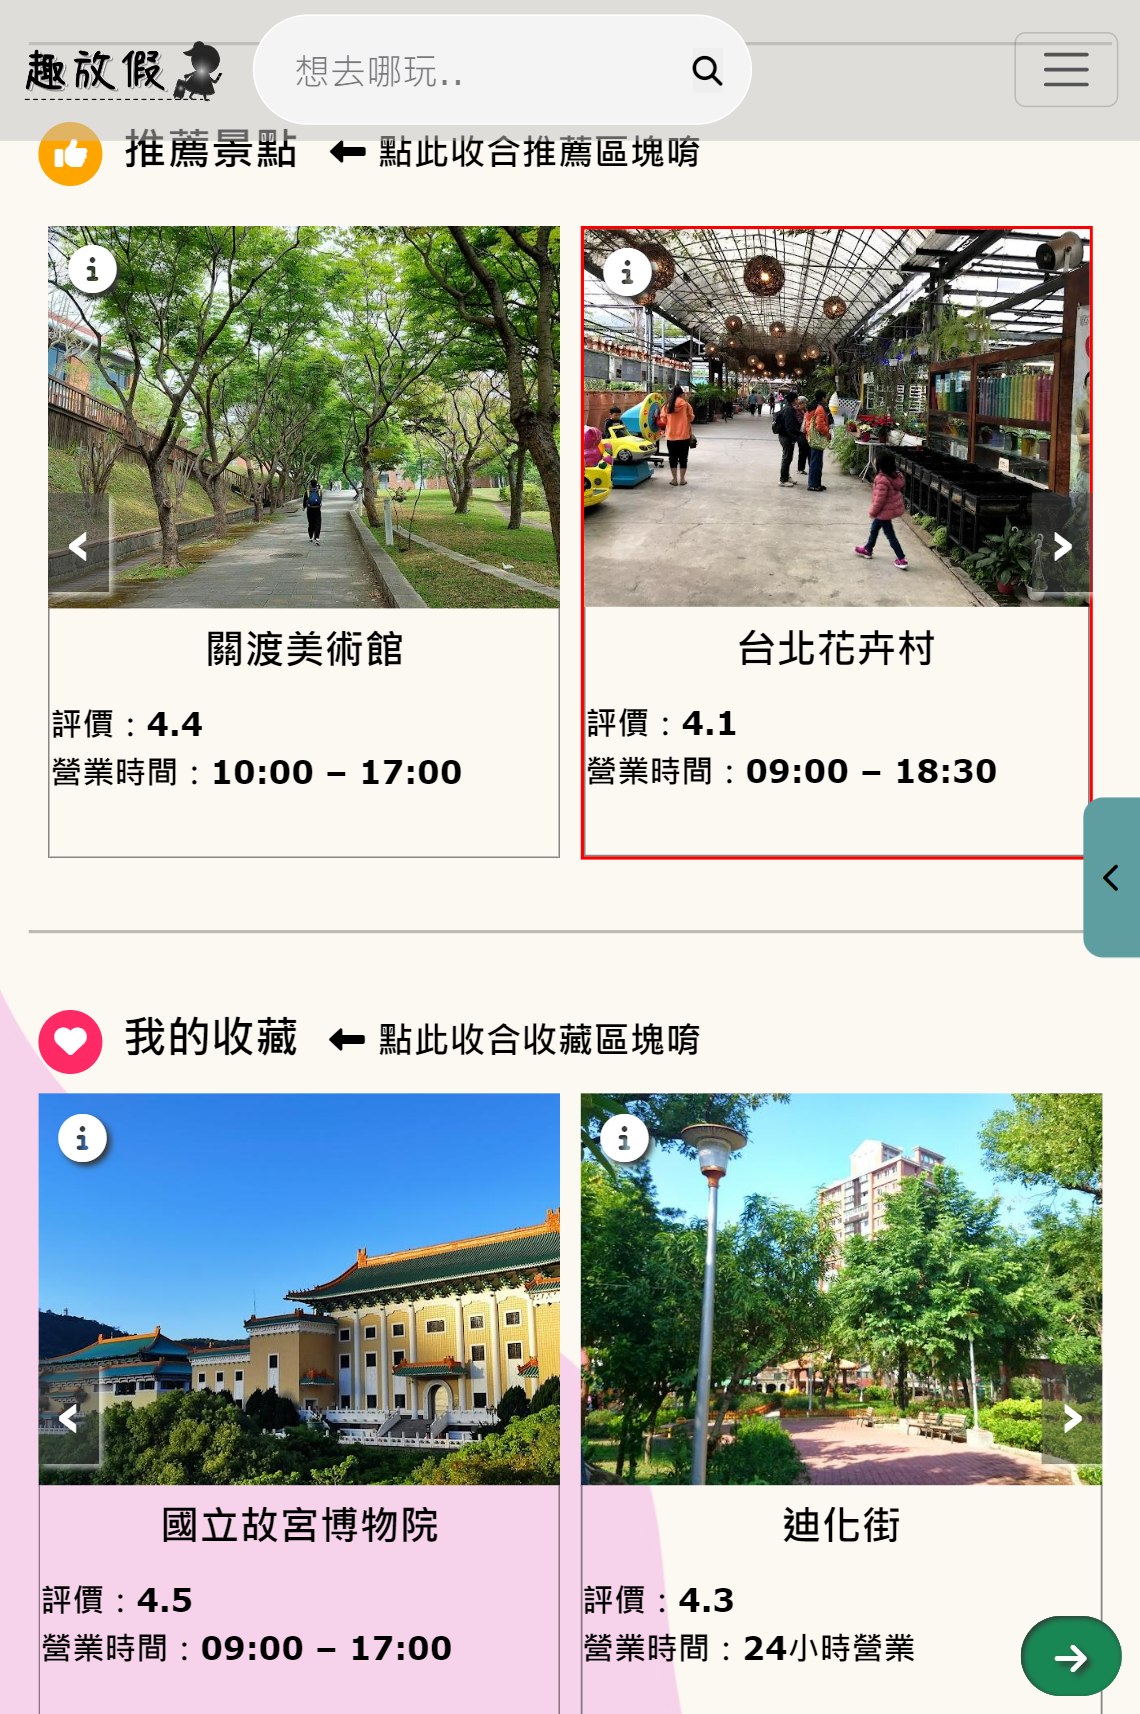 趣放假
想去哪玩..
推薦景點 點此收合推薦區塊唷
關渡美術館
評價：4.4
營業時間：10:00 – 17:00
台北花卉村
評價：4.1
營業時間：09:00 – 18:30
我的收藏 點此收合收藏區塊唷
國立故宮博物院
評價：4.5
營業時間：09:00 – 17:00
迪化街
評價：4.3
營業時間：24小時營業